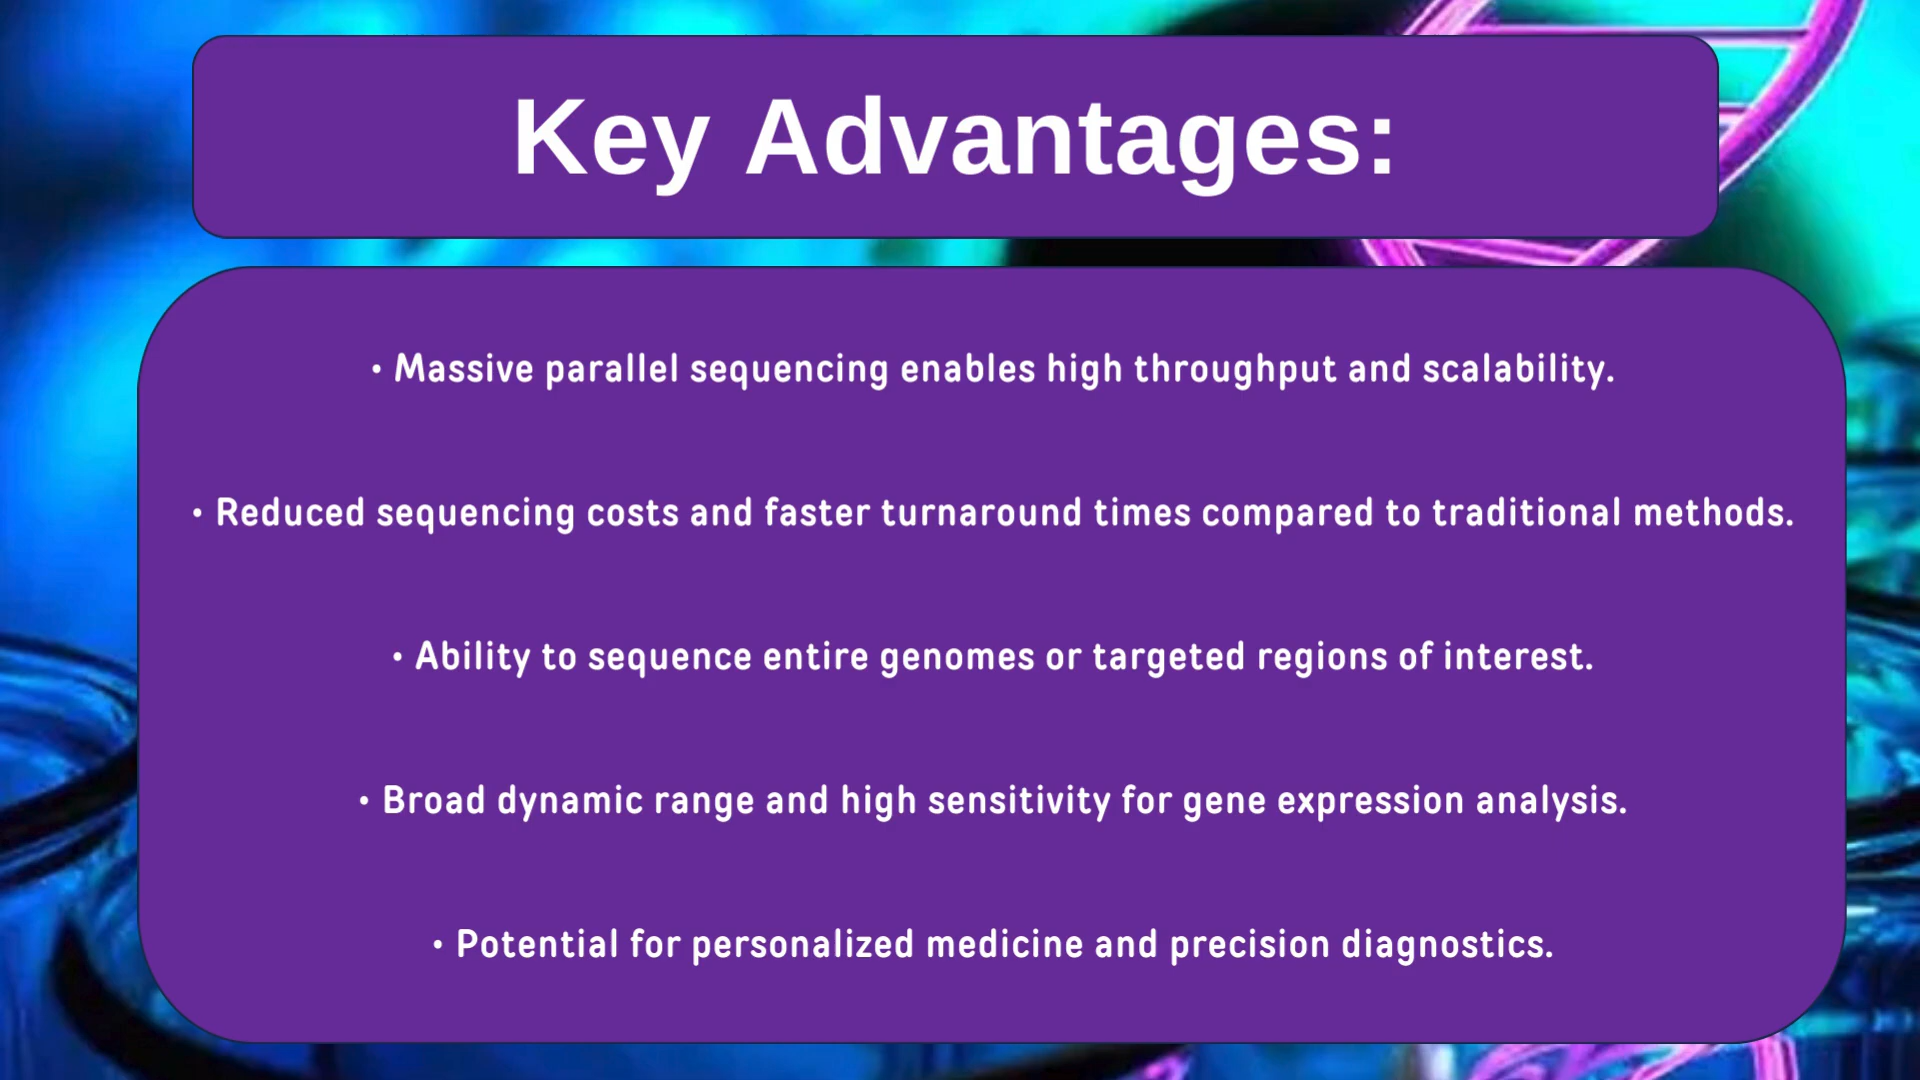 Key Advantages:
• Massive parallel sequencing enables high throughput and scalability.
• Reduced sequencing costs and faster turnaround times compared to traditional methods.
• Ability to sequence entire genomes or targeted regions of interest.
• Broad dynamic range and high sensitivity for gene expression analysis.
• Potential for personalized medicine and precision diagnostics.